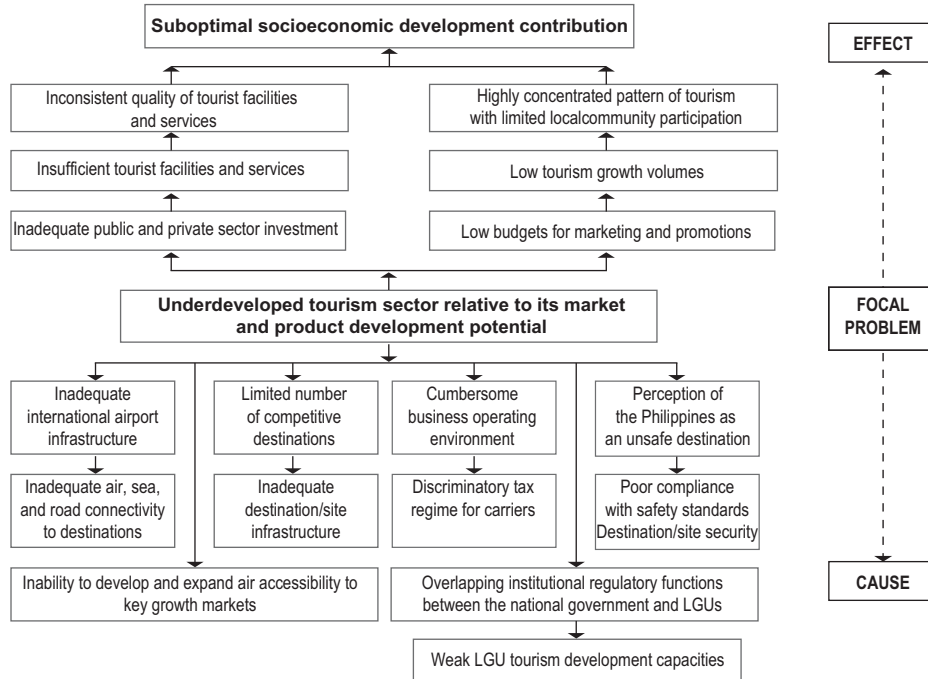 Suboptimal socioeconomic development contribution
EFFECT
Inconsistent quality of tourist facilities
and services
Highly concentrated pattern of tourism
with limited localcommunity participation
Insufficient tourist facilities and services
Low tourism growth volumes
Inadequate public and private sector investment
Low budgets for marketing and promotions
Underdeveloped tourism sector relative to its market
and product development potential
FOCAL
PROBLEM
Inadequate
international airport
infrastructure
Limited number
of competitive
destinations
Cumbersome
business operating
environment
Perception of
the Philippines as
an unsafe destination
Inadequate air, sea,
and road connectivity
to destinations
Inadequate
destination/site
infrastructure
Discriminatory tax
regime for carriers
Poor compliance
with safety standards
Destination/site security
Inability to develop and expand air accessibility to
key growth markets
Overlapping institutional regulatory functions
between the national government and LGUs
CAUSE
Weak LGU tourism development capacities